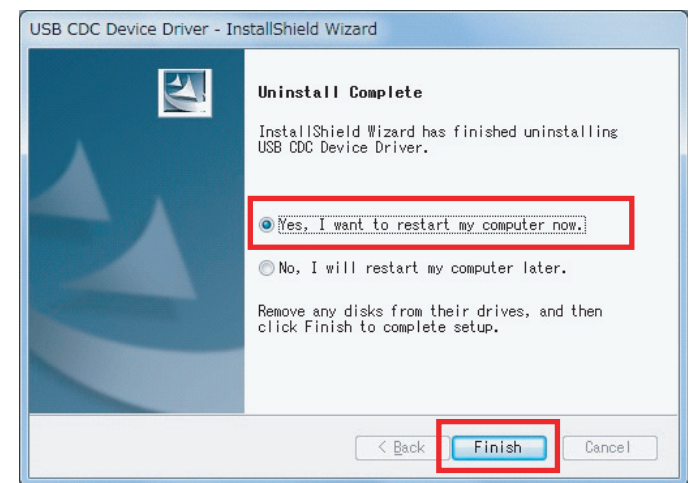 USB CDC Device Driver - InstallShield Wizard
Uninstall Complete
InstallShield Wizard has finished uninstalling
USB CDC Device Driver.
Yes, I want to restart my computer now.
No, I will restart my computer later.
Remove any disks from their drives, and then
click Finish to complete setup.
< Back Finish Cancel